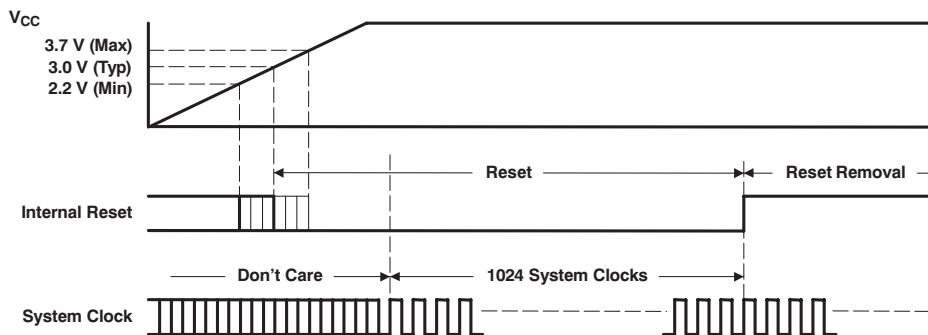 VCC
3.7 V (Max)
3.0 V (Typ)
2.2 V (Min)
Reset
Reset Removal
Internal Reset
Don't Care
1024 System Clocks
System Clock